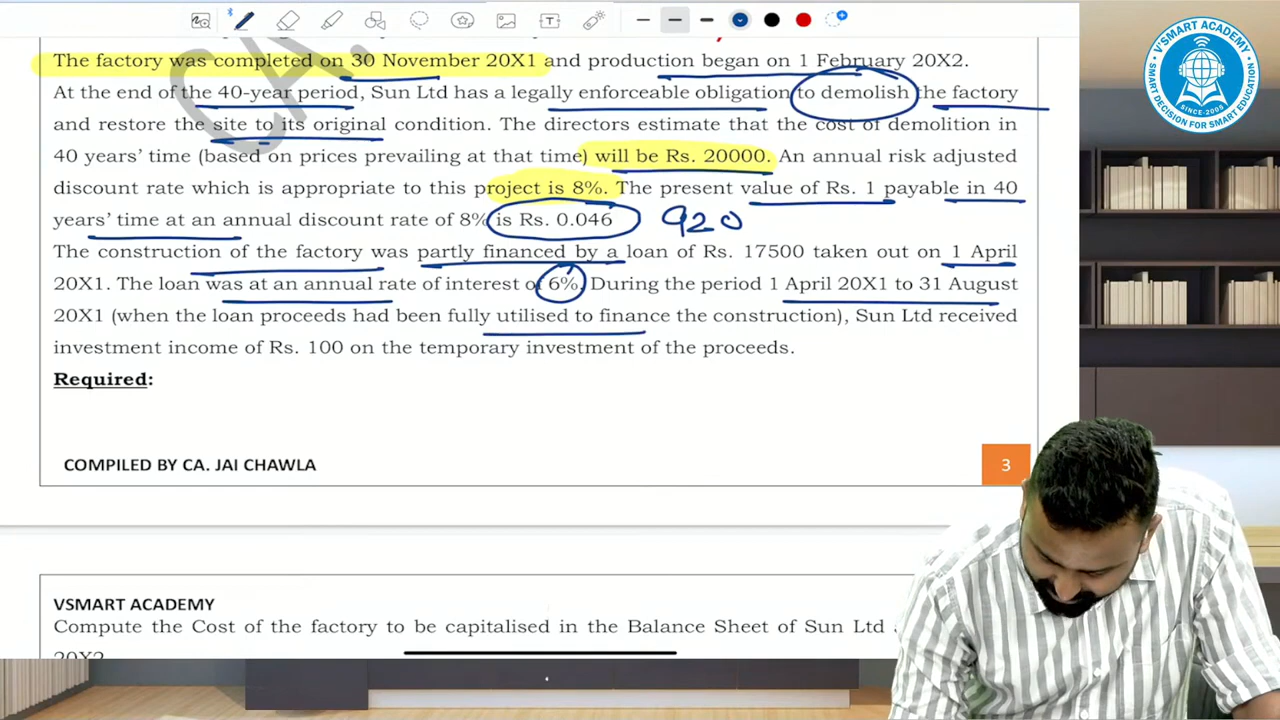 The factory was completed on 30 November 20X1 and production began on 1 February 20X2.
At the end of the 40-year period, Sun Ltd has a legally enforceable obligation to demolish the factory
and restore the site to its original condition. The directors estimate that the cost of demolition in
40 years' time (based on prices prevailing at that time) will be Rs. 20000. An annual risk adjusted
discount rate which is appropriate to this project is 8%. The present value of Rs. 1 payable in 40
years' time at an annual discount rate of 8% is Rs. 0.046 920
The construction of the factory was partly financed by a loan of Rs. 17500 taken out on 1 April
20X1. The loan was at an annual rate of interest of 6%. During the period 1 April 20X1 to 31 August
20X1 (when the loan proceeds had been fully utilised to finance the construction), Sun Ltd received
investment income of Rs. 100 on the temporary investment of the proceeds.
Required:
COMPILED BY CA. JAI CHAWLA
3
VSMART ACADEMY
Compute the Cost of the factory to be capitalised in the Balance Sheet of Sun Ltd
20X2
CA.
V'SMART ACADEMY
SINCE-2005
SMART DECISION FOR SMART EDUCATION